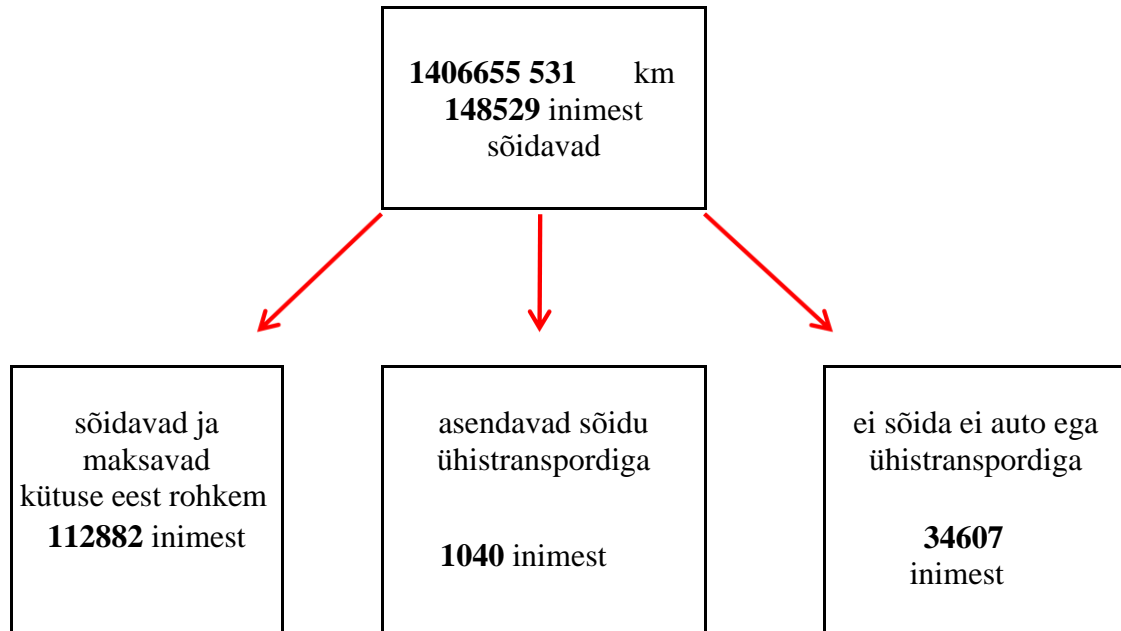 1406655 531 km
148529 inimest
sõidavad
sõidavad ja
maksavad
kütuse eest rohkem
112882 inimest
asendavad sõidu
ühistranspordiga
1040 inimest
ei sõida ei auto ega
ühistranspordiga
34607
inimest